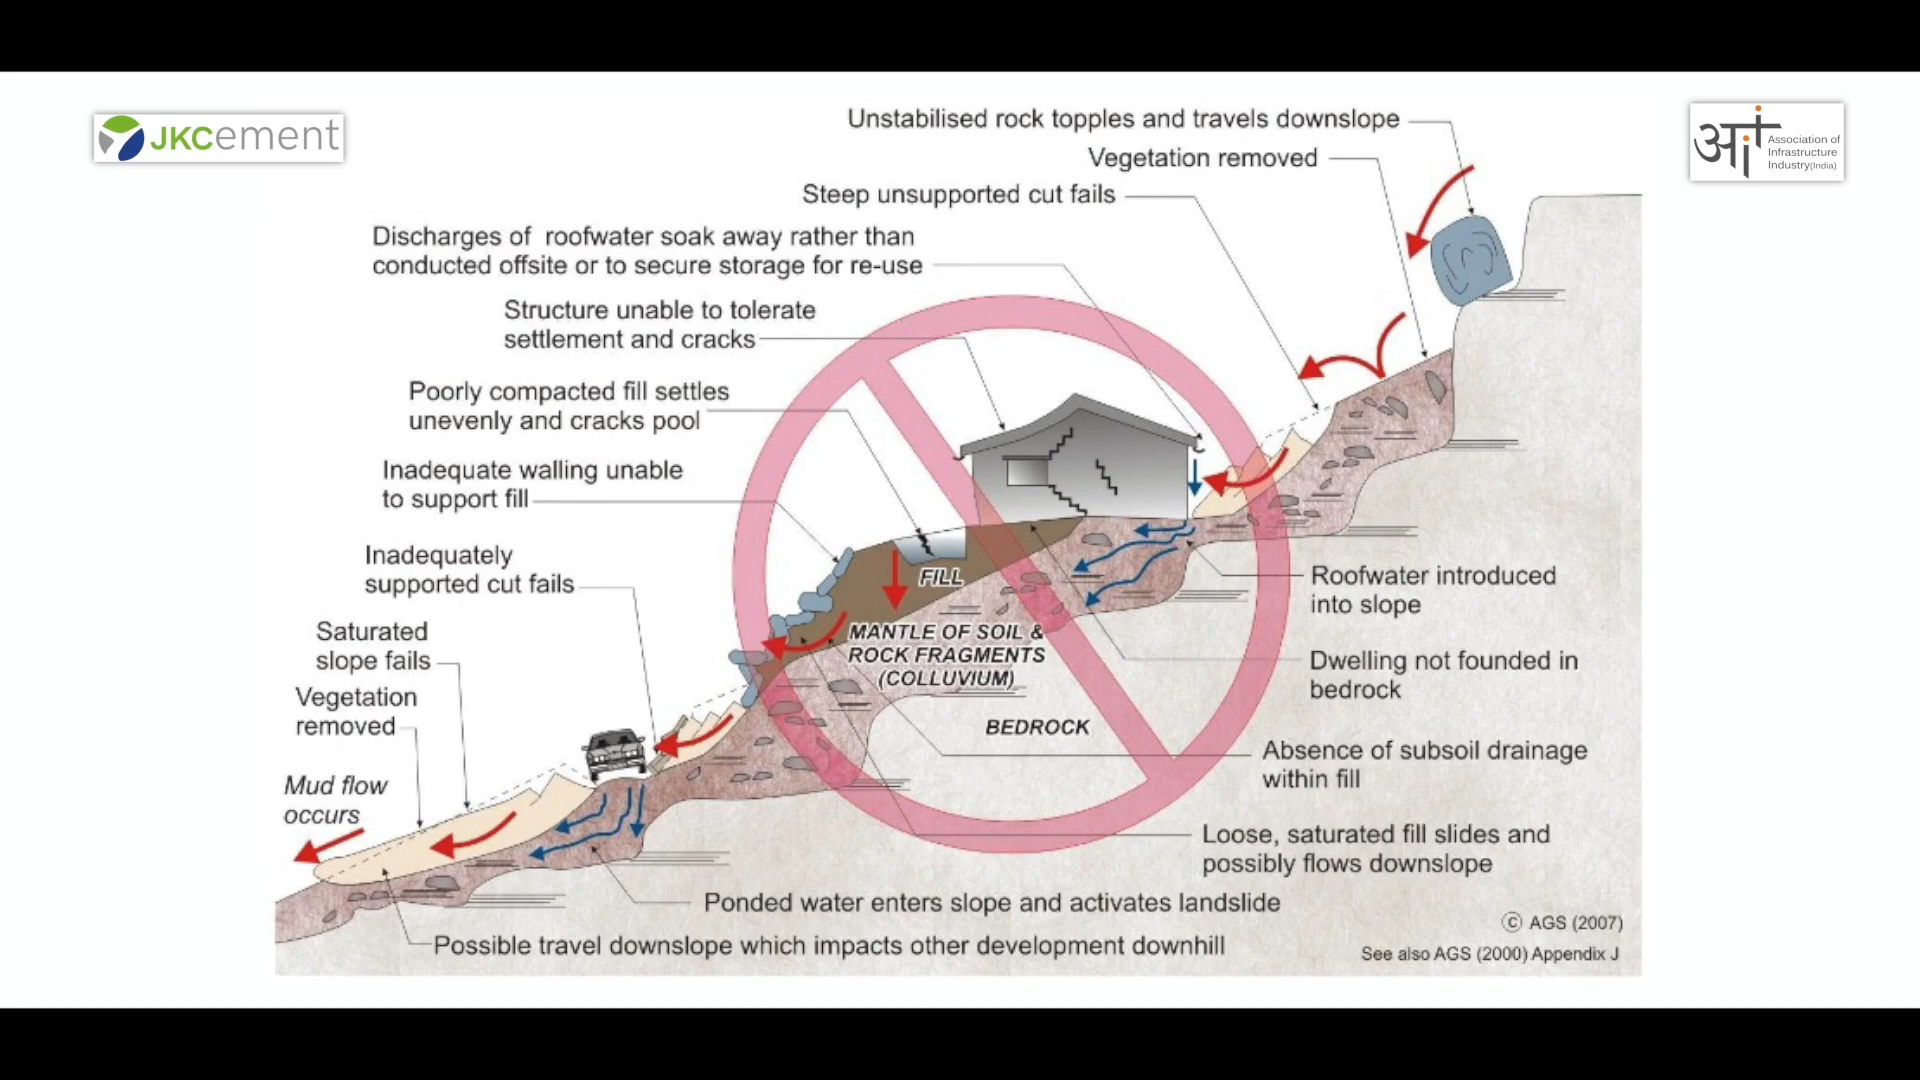 JKCement
आई
Association of
Infrastructure
Industry(India)
Unstabilised rock topples and travels downslope
Vegetation removed
Steep unsupported cut fails
Discharges of roofwater soak away rather than
conducted offsite or to secure storage for re-use
Structure unable to tolerate
settlement and cracks
Poorly compacted fill settles
unevenly and cracks pool
Inadequate walling unable
to support fill
Inadequately
supported cut fails
Saturated
slope fails
Vegetation
removed
Mud flow
occurs
FILL
MANTLE OF SOIL &
ROCK FRAGMENTS
(COLLUVIUM)
BEDROCK
Roofwater introduced
into slope
Dwelling not founded in
bedrock
Absence of subsoil drainage
within fill
Loose, saturated fill slides and
possibly flows downslope
Ponded water enters slope and activates landslide
Possible travel downslope which impacts other development downhill
© AGS (2007)
See also AGS (2000) Appendix J